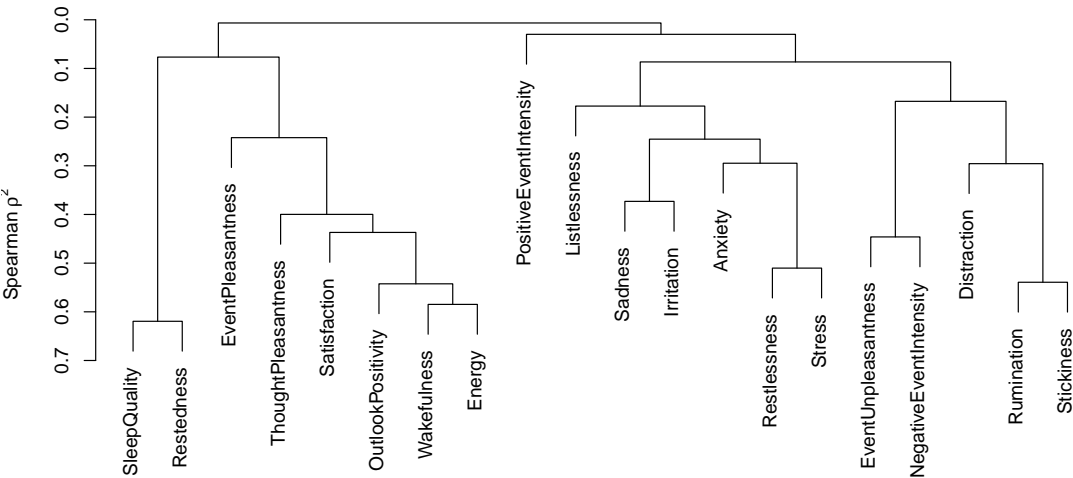 Spearman ρ²
0.0
0.1
0.2
0.3
0.4
0.5
0.6
0.7
SleepQuality
Restedness
EventPleasantness
ThoughtPleasantness
Satisfaction
OutlookPositivity
Wakefulness
Energy
PositiveEventIntensity
Listlessness
Sadness
Irritation
Anxiety
Restlessness
Stress
EventUnpleasantness
NegativeEventIntensity
Distraction
Rumination
Stickiness